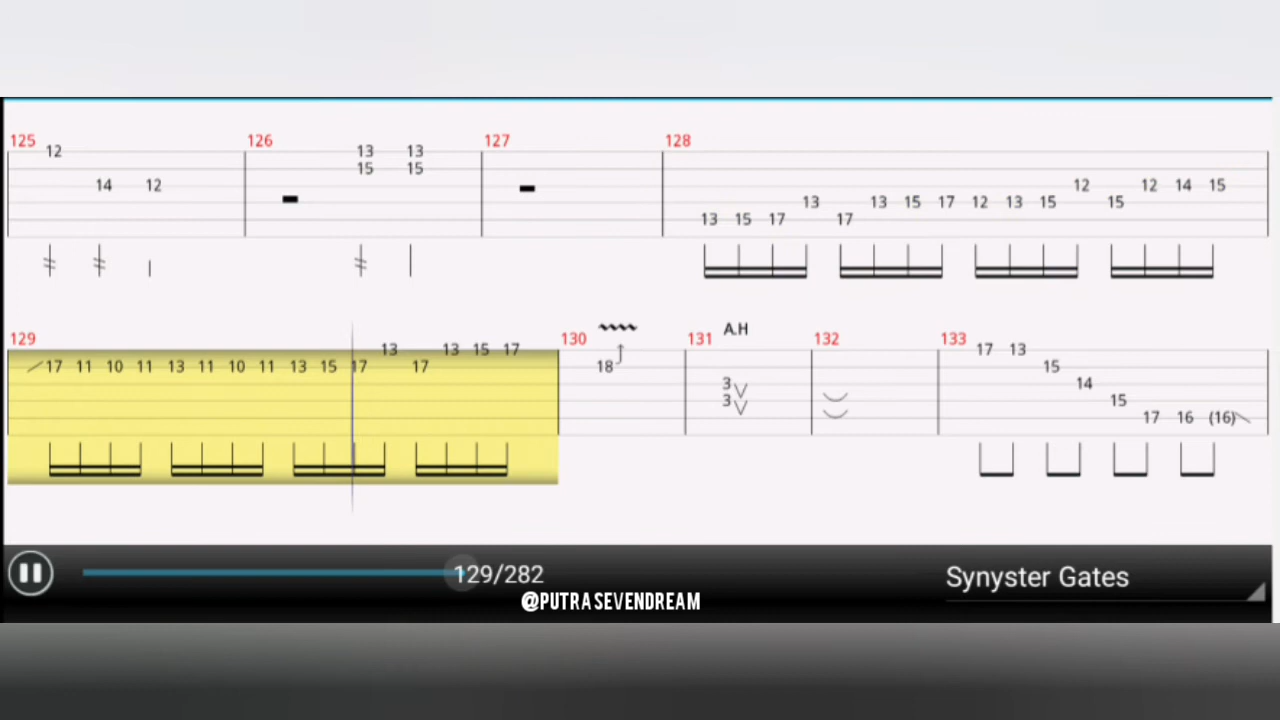 125 126 127 128
12 13 13
15 15
14 12 12 12 14 15
13 13 15 17 12 13 15 15
13 15 17 17
129 130 131 A.H 132 133
13 13 15 17 17 13
17 11 10 11 13 11 10 11 13 15 17 17 18 15
3 14
3 15
17 16 (16)
129/282 Synyster Gates
@PUTRASEVENDREAM